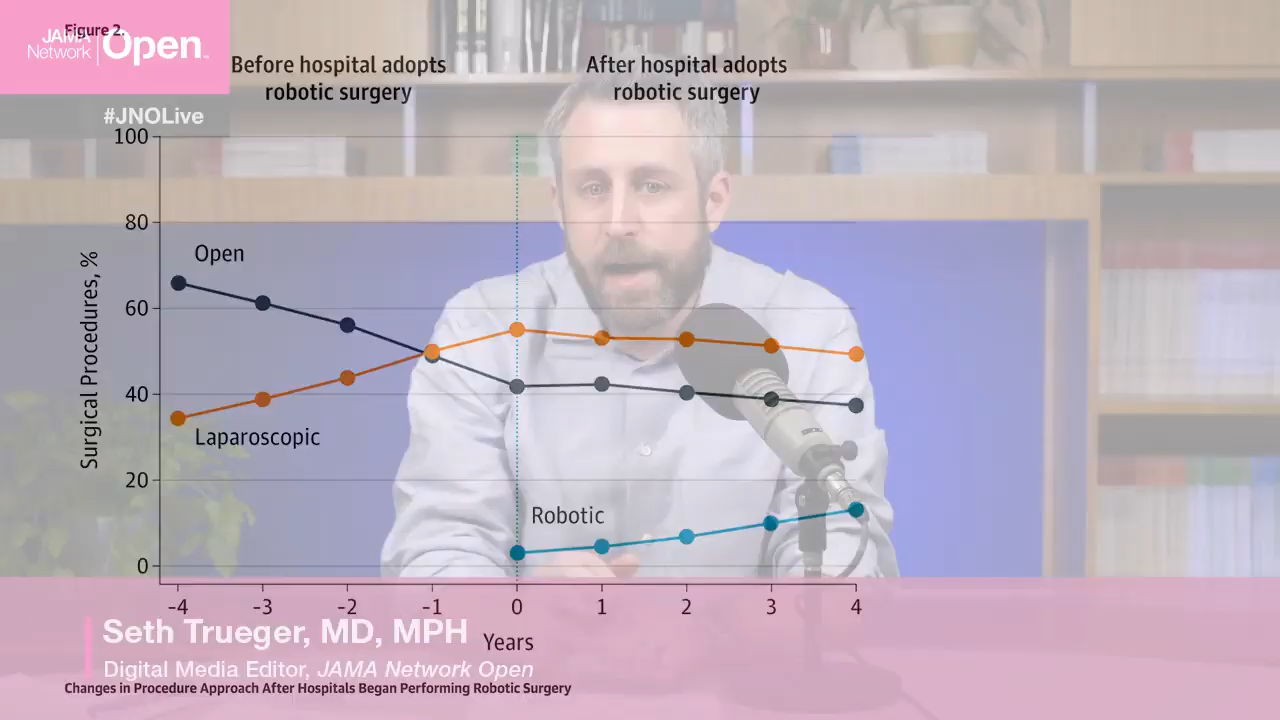 Figure 2.
JAMA Network Open
#JNOLive
Before hospital adopts
robotic surgery
After hospital adopts
robotic surgery
Surgical Procedures, %
100
80
60
40
20
0
Open
Laparoscopic
Robotic
-4 -3 -2 -1 0 1 2 3 4
Years
Seth Trueger, MD, MPH
Digital Media Editor, JAMA Network Open
Changes in Procedure Approach After Hospitals Began Performing Robotic Surgery